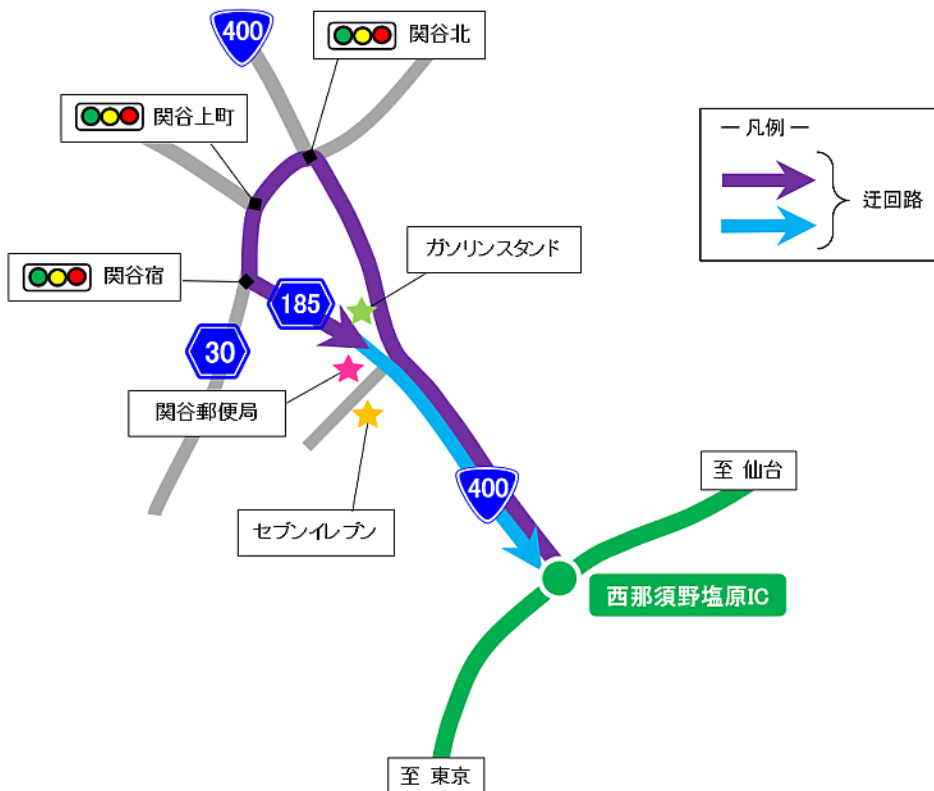 400
関谷北
関谷上町
― 凡例 ―
迂回路
ガソリンスタンド
関谷宿
185
30
関谷郵便局
至 仙台
400
セブンイレブン
西那須野塩原IC
至 東京